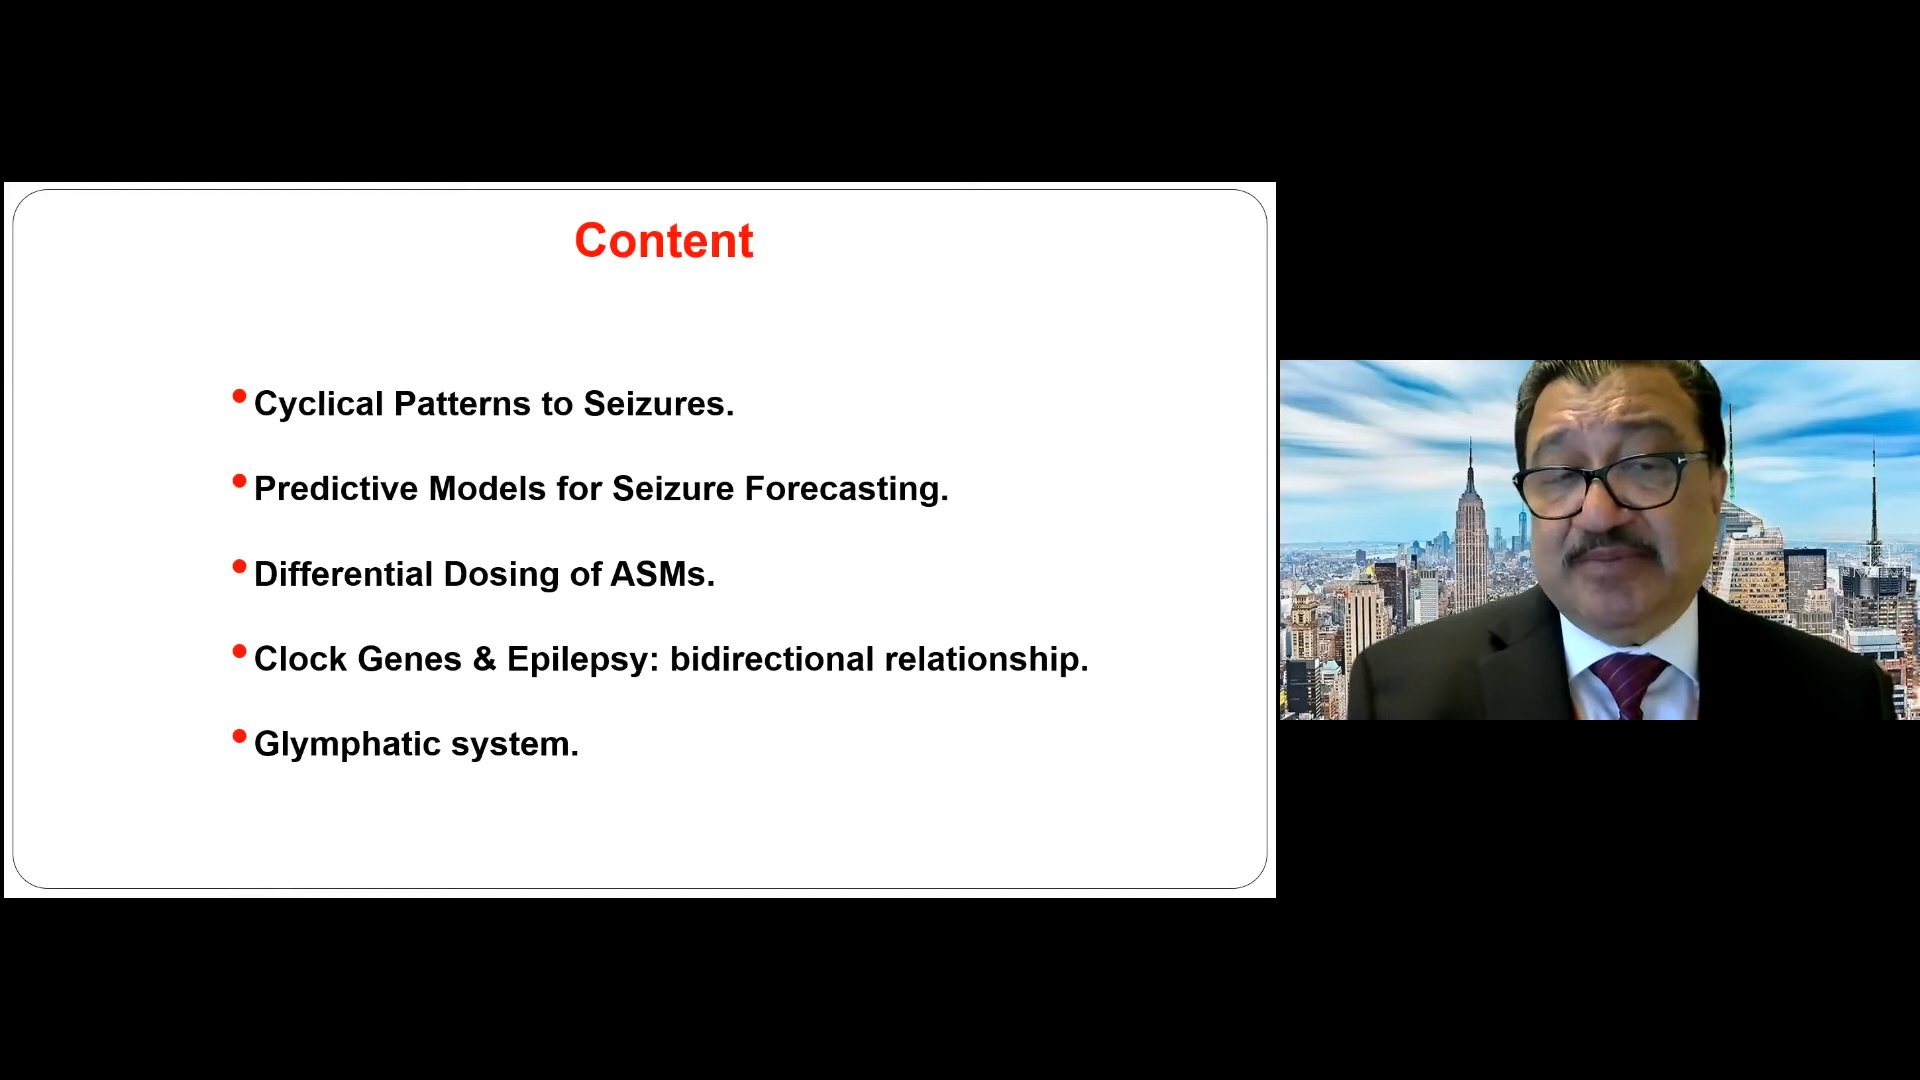 Content
• Cyclical Patterns to Seizures.
• Predictive Models for Seizure Forecasting.
• Differential Dosing of ASMs.
• Clock Genes & Epilepsy: bidirectional relationship.
• Glymphatic system.